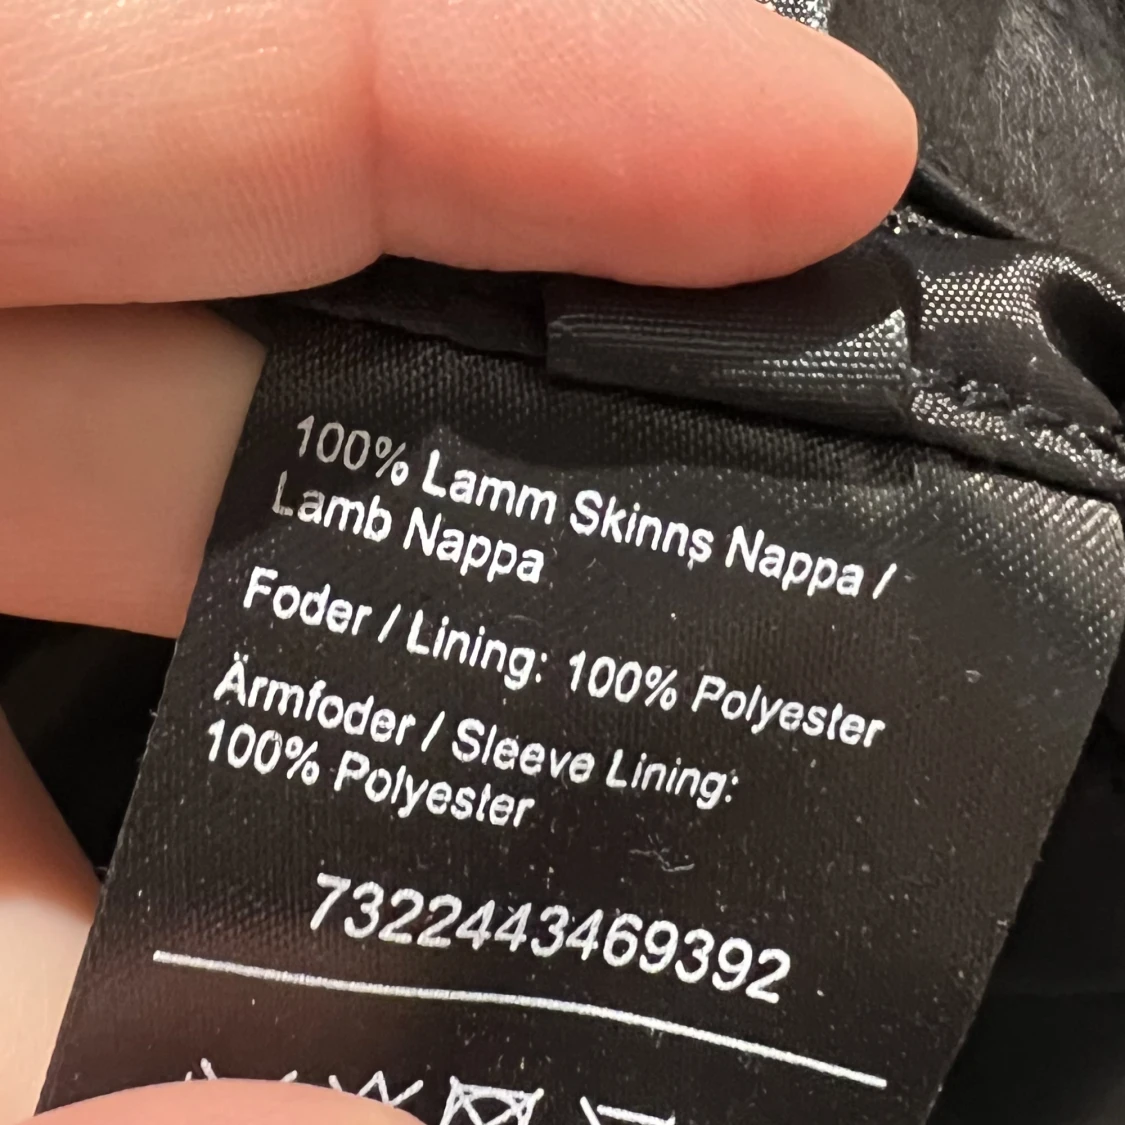 100% Lamm Skinns Nappa /
Lamb Nappa
Foder / Lining: 100% Polyester
Ärmfoder / Sleeve Lining:
100% Polyester
7322443469392